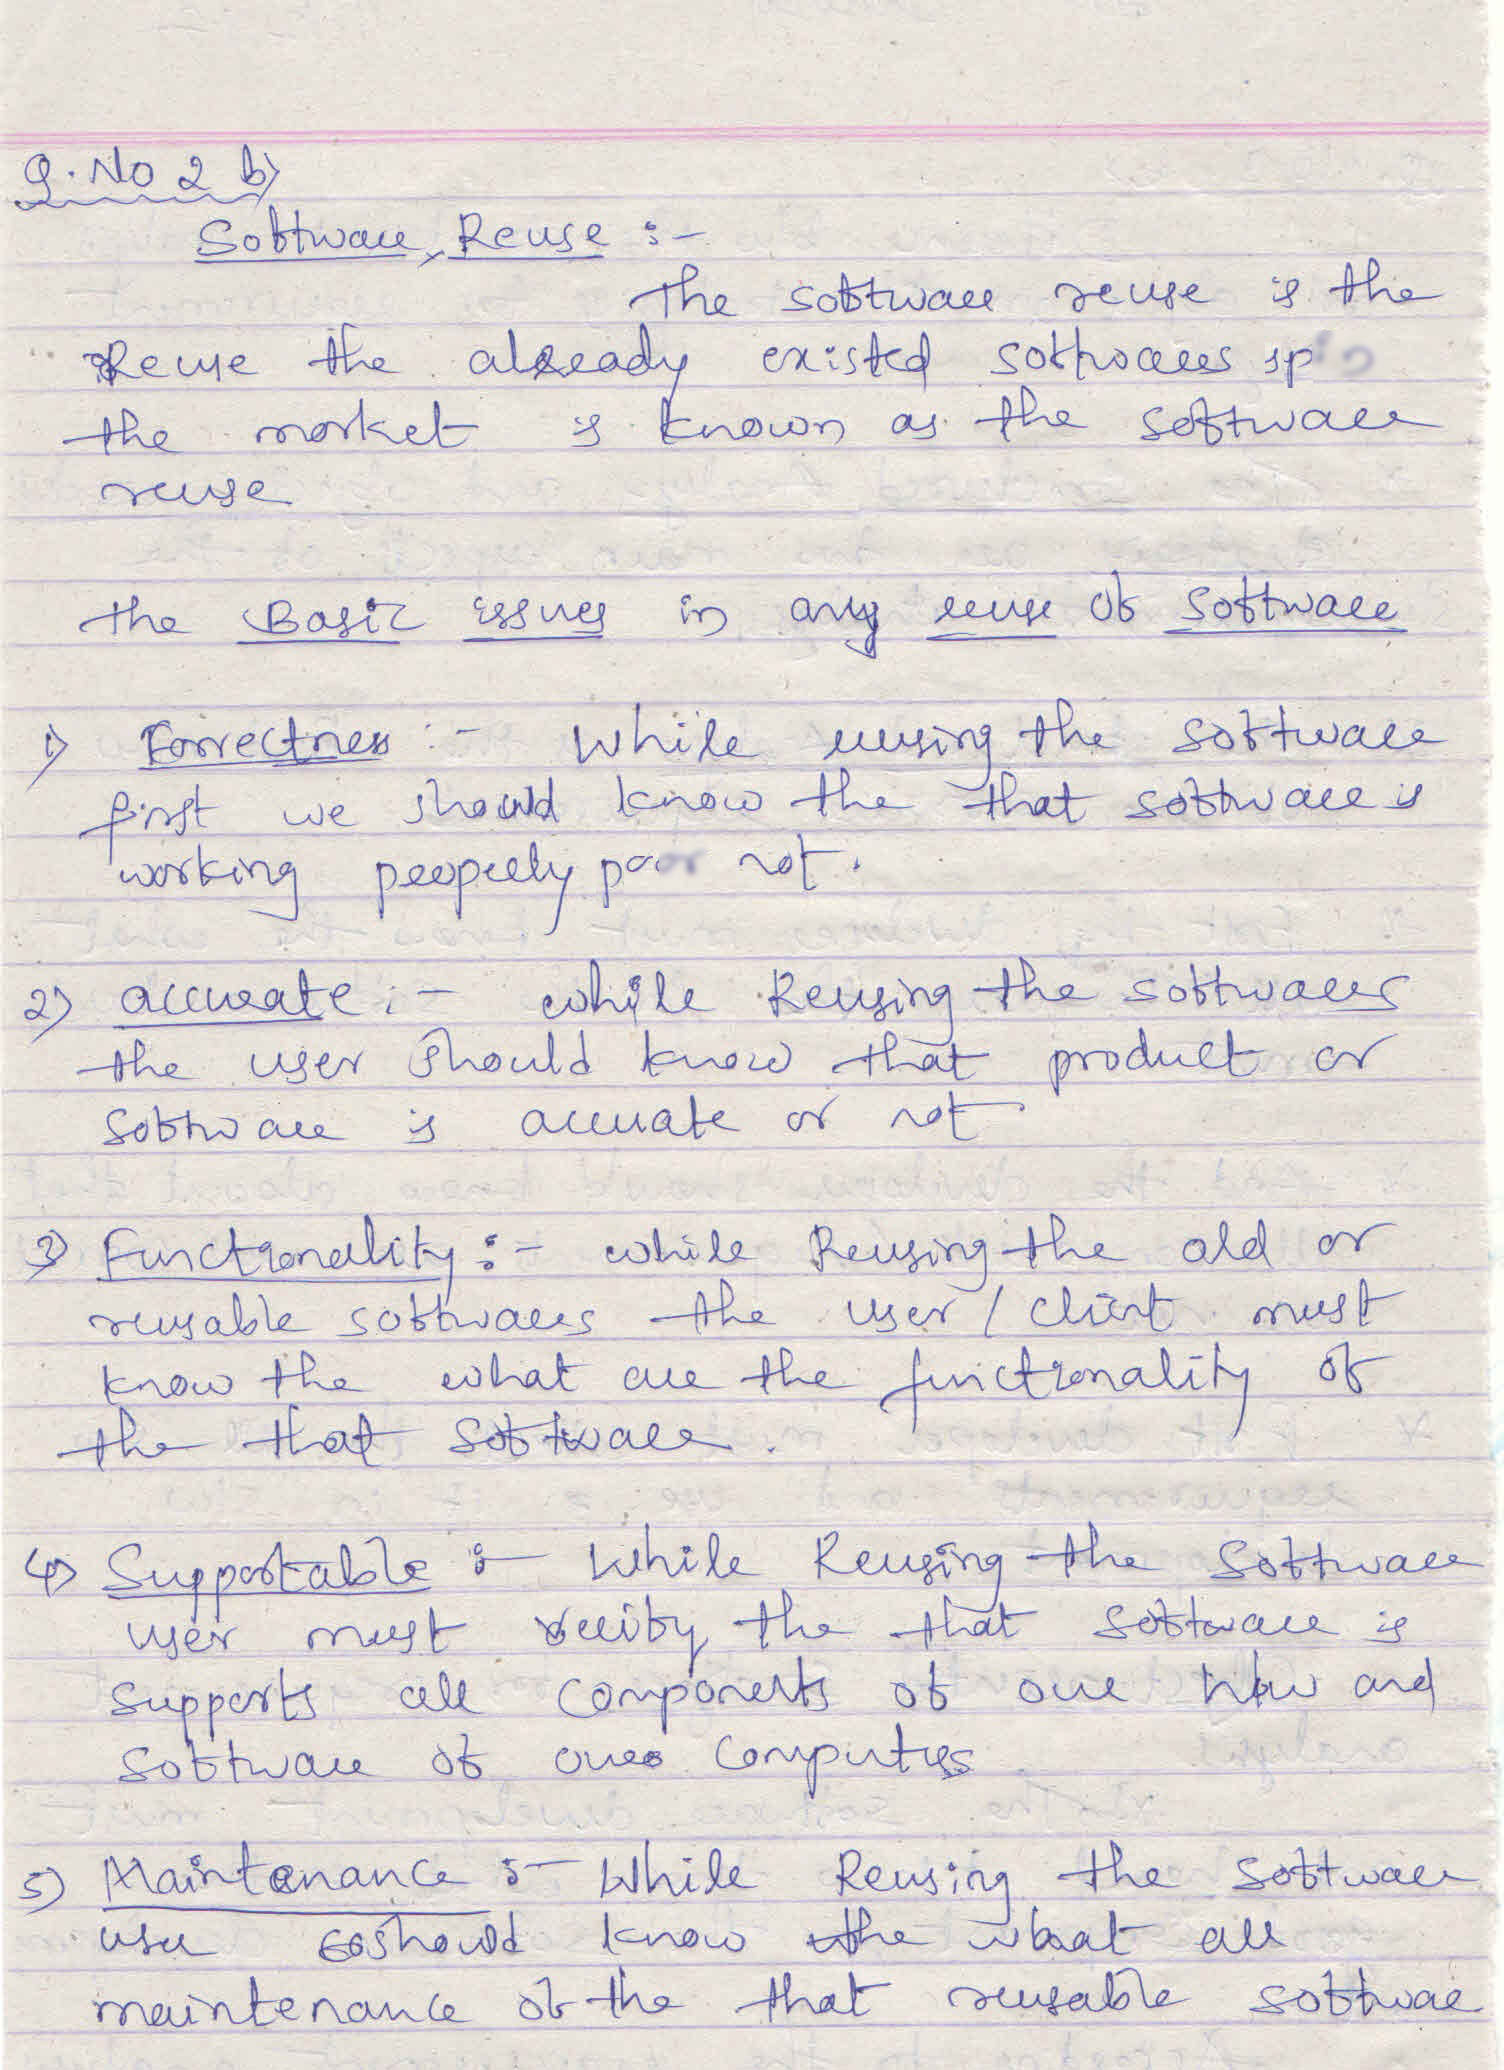 Q. No 2 b)
Software Reuse :-
The software reuse is the
Reuse the already existed softwares
the market is known as the software
reuse
the Basic issues in any reuse of software
1) Correctness :- While reusing the software
first we should know the that software is
working properly not.
2) accurate :- while Reusing the softwares
the user should know that product or
software is accurate or not
3) Functionality :- while Reusing the old or
reusable softwares the user / client must
know the what are the functionality of
the that software.
4) Supportable :- While Reusing the software
user must verify the that software is
supports all components of our and
software of our computers
5) Maintenance :- While Reusing the software
user should know the what all
maintenance of the that reusable software